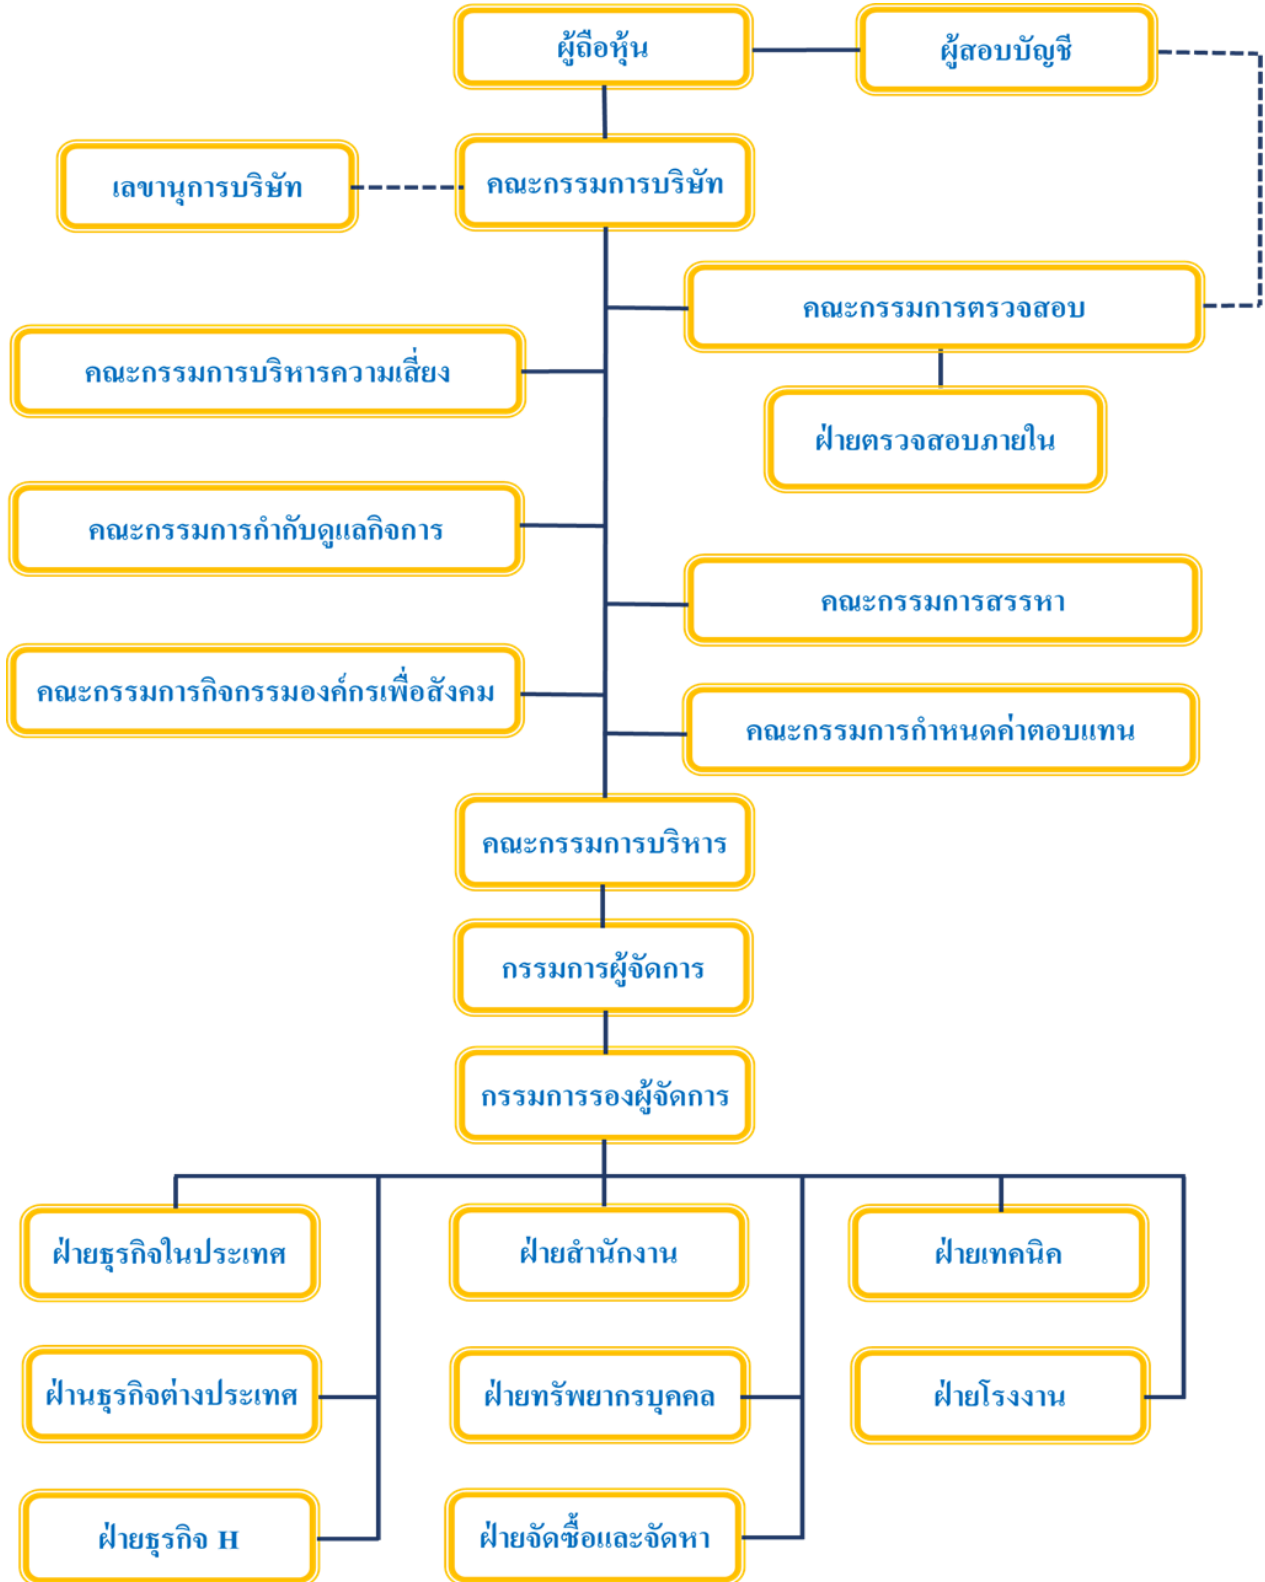 ผู้ถือหุ้น
ผู้สอบบัญชี
เลขานุการบริษัท
คณะกรรมการบริษัท
คณะกรรมการตรวจสอบ
คณะกรรมการบริหารความเสี่ยง
ฝ่ายตรวจสอบภายใน
คณะกรรมการกำกับดูแลกิจการ
คณะกรรมการสรรหา
คณะกรรมการกิจกรรมองค์กรเพื่อสังคม
คณะกรรมการกำหนดค่าตอบแทน
คณะกรรมการบริหาร
กรรมการผู้จัดการ
กรรมการรองผู้จัดการ
ฝ่ายธุรกิจในประเทศ
ฝ่ายสำนักงาน
ฝ่ายเทคนิค
ฝ่านธุรกิจต่างประเทศ
ฝ่ายทรัพยากรบุคคล
ฝ่ายโรงงาน
ฝ่ายธุรกิจ H
ฝ่ายจัดซื้อและจัดหา